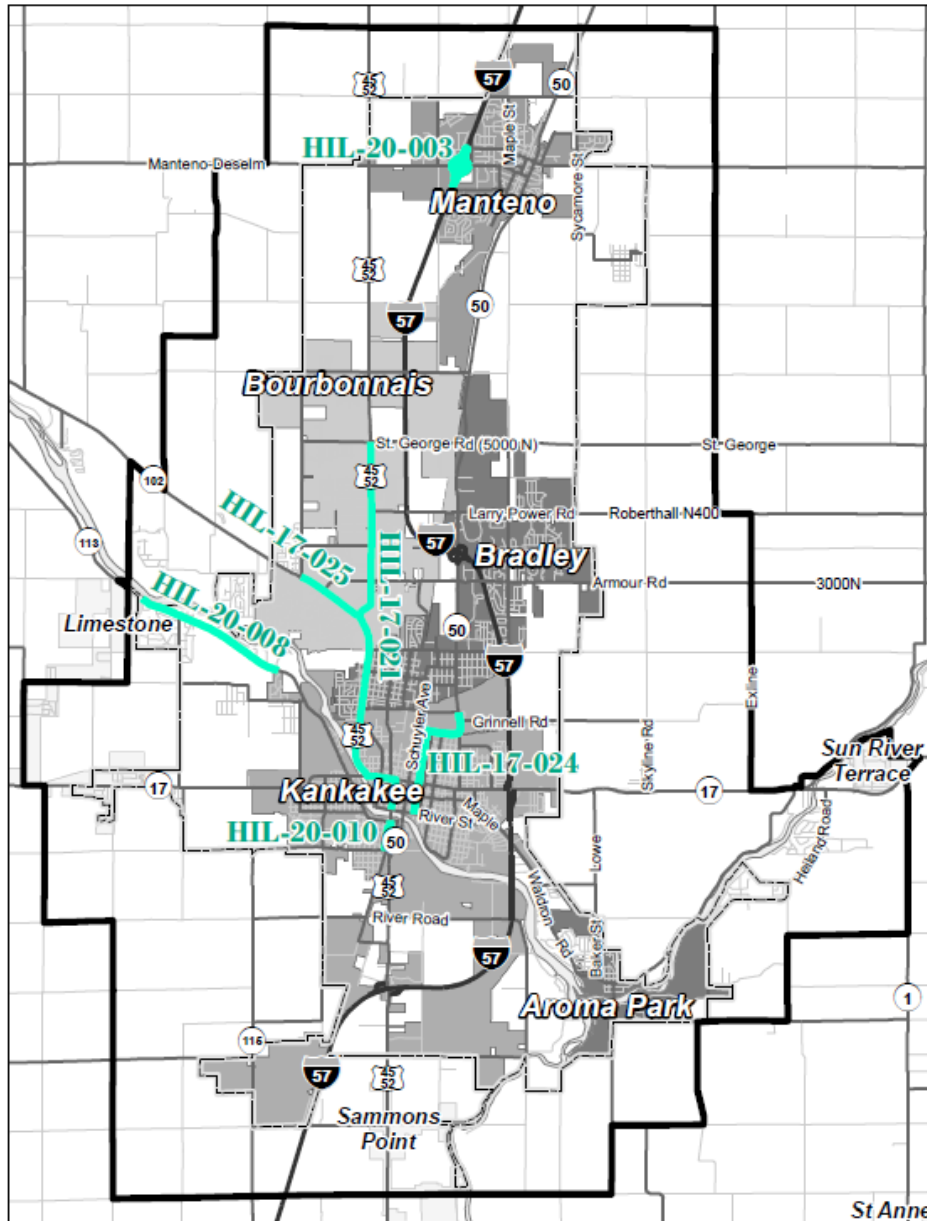 57
50
45
52
Maple St
HIL-20-003
Manteno-Deselm
Sycamore St
Manteno
45
52
50
57
Bourbonnais
St. George Rd (5000 N)
St. George
45
52
102
HIL-17-025
Larry Power Rd
Roberthall N400
113
57
Bradley
HIL-17-021
Armour Rd
3000N
HIL-20-008
Limestone
50
57
Exline
Schuyler Ave
Grinnell Rd
45
52
Skyline Rd
HIL-17-024
Sun River
Terrace
17
Kankakee
17
River St
Maple
HIL-20-010
50
Lowe
Heiland Road
45
52
Waldron Rd
River Road
Baker St
57
Aroma Park
1
115
57
45
52
Sammons
Point
St Anne